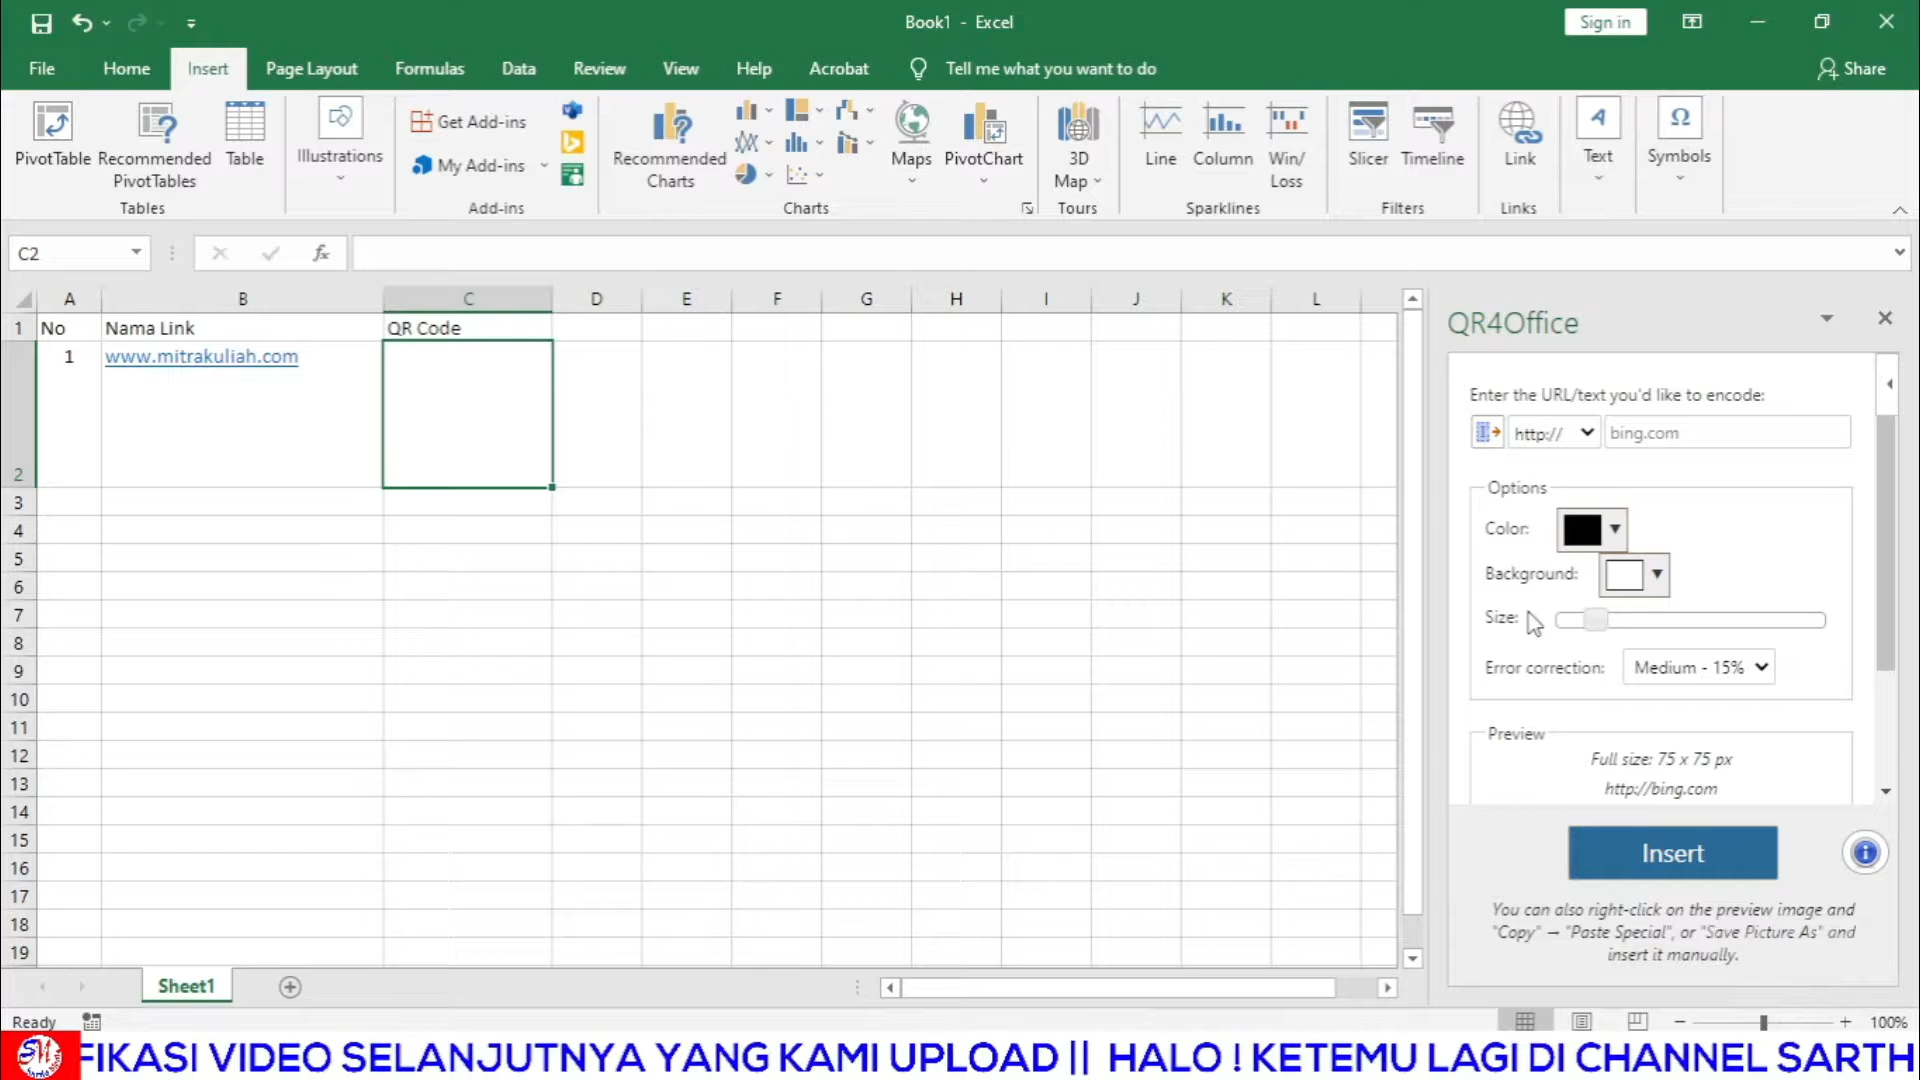 Book1 - Excel
Sign in
File Home Insert Page Layout Formulas Data Review View Help Acrobat Tell me what you want to do Share
PivotTable
Recommended PivotTables
Table
Tables
Illustrations
Get Add-ins
My Add-ins
Add-ins
Recommended Charts
Maps
PivotChart
Charts
3D Map
Tours
Line
Column
Win/Loss
Sparklines
Slicer
Timeline
Filters
Link
Links
Text
Symbols
C2
fx
A B C D E F G H I J K L
1 No Nama Link QR Code
1 www.mitrakuliah.com
2
3
4
5
6
7
8
9
10
11
12
13
14
15
16
17
18
19
QR4Office
Enter the URL/text you'd like to encode:
http:// bing.com
Options
Color:
Background:
Size:
Error correction: Medium - 15%
Preview
Full size: 75 x 75 px
http://bing.com
Insert
You can also right-click on the preview image and
"Copy" → "Paste Special", or "Save Picture As" and
insert it manually.
Sheet1
Ready
100%
FIKASI VIDEO SELANJUTNYA YANG KAMI UPLOAD || HALO ! KETEMU LAGI DI CHANNEL SARTH